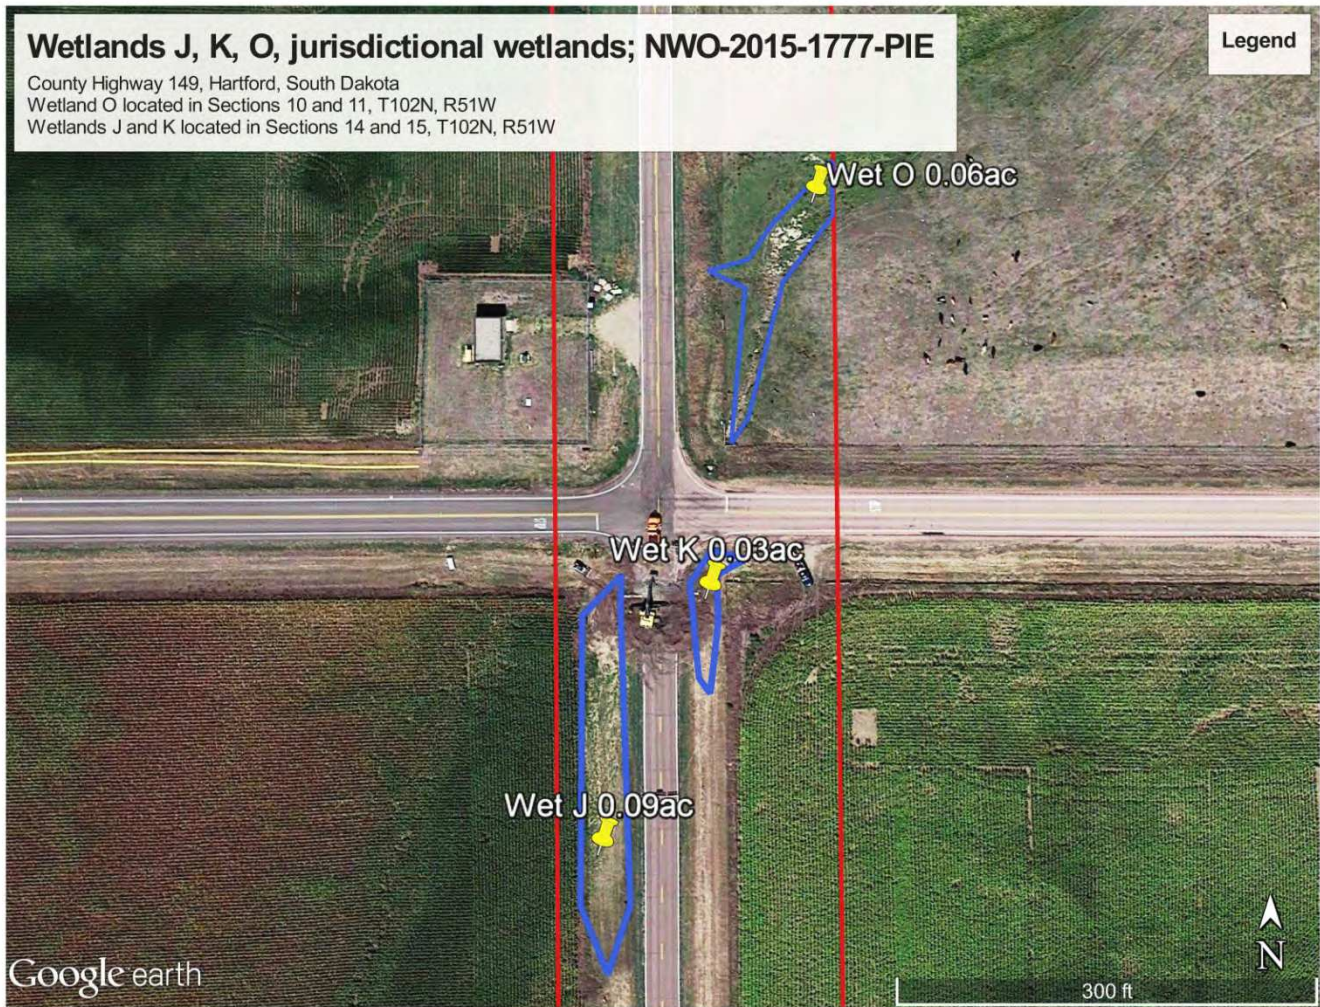 Wetlands J, K, O, jurisdictional wetlands; NWO-2015-1777-PIE
Legend
County Highway 149, Hartford, South Dakota
Wetland O located in Sections 10 and 11, T102N, R51W
Wetlands J and K located in Sections 14 and 15, T102N, R51W
Wet O 0.06ac
Wet K 0.03ac
Wet J 0.09ac
N
Google earth
300 ft